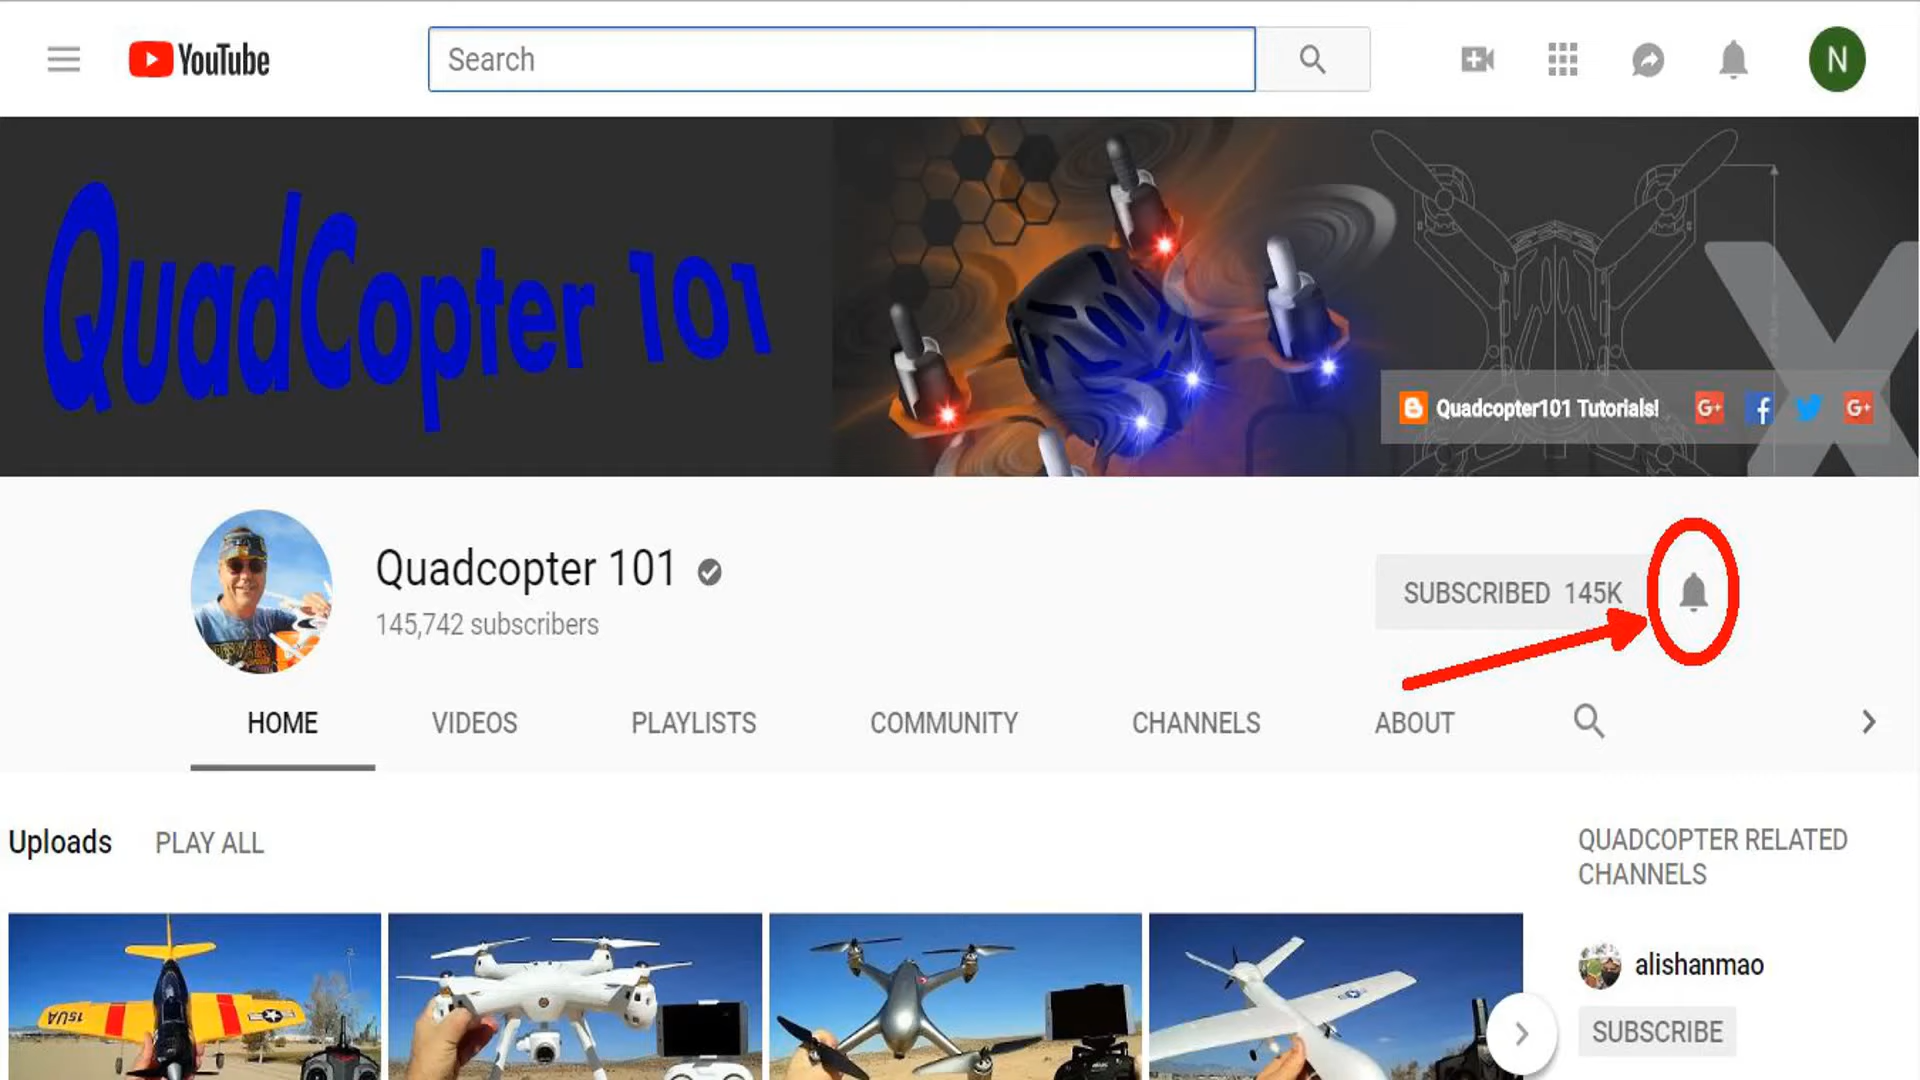 YouTube
Search
N
QuadCopter 101
Quadcopter101 Tutorials!
G+
f
G+
X
Quadcopter 101
145,742 subscribers
SUBSCRIBED 145K
HOME VIDEOS PLAYLISTS COMMUNITY CHANNELS ABOUT
Uploads PLAY ALL
QUADCOPTER RELATED
CHANNELS
alishanmao
SUBSCRIBE